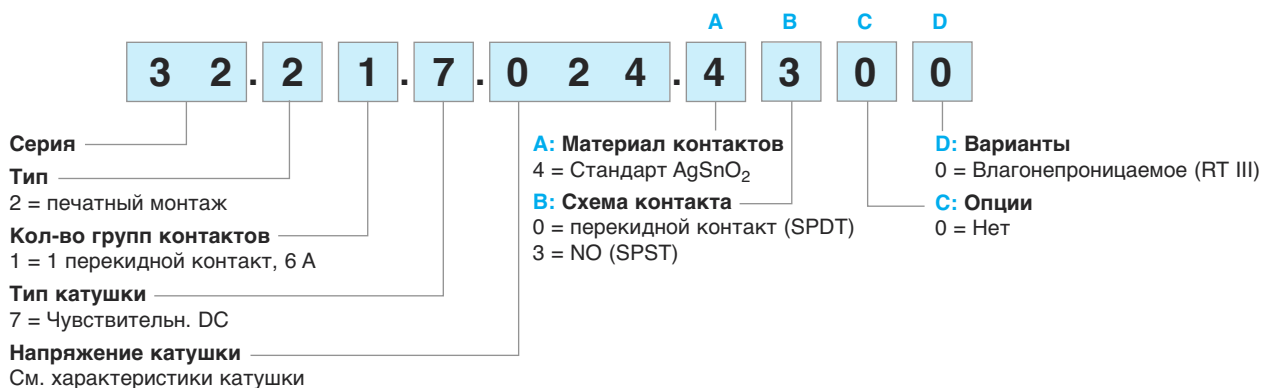 A B C D
3 2 . 2 1 . 7 . 0 2 4 . 4 3 0 0
Серия
Тип
2 = печатный монтаж
Кол-во групп контактов
1 = 1 перекидной контакт, 6 А
Тип катушки
7 = Чувствительн. DC
Напряжение катушки
См. характеристики катушки
A: Материал контактов
4 = Стандарт AgSnO₂
B: Схема контакта
0 = перекидной контакт (SPDT)
3 = NO (SPST)
D: Варианты
0 = Влагонепроницаемое (RT III)
C: Опции
0 = Нет